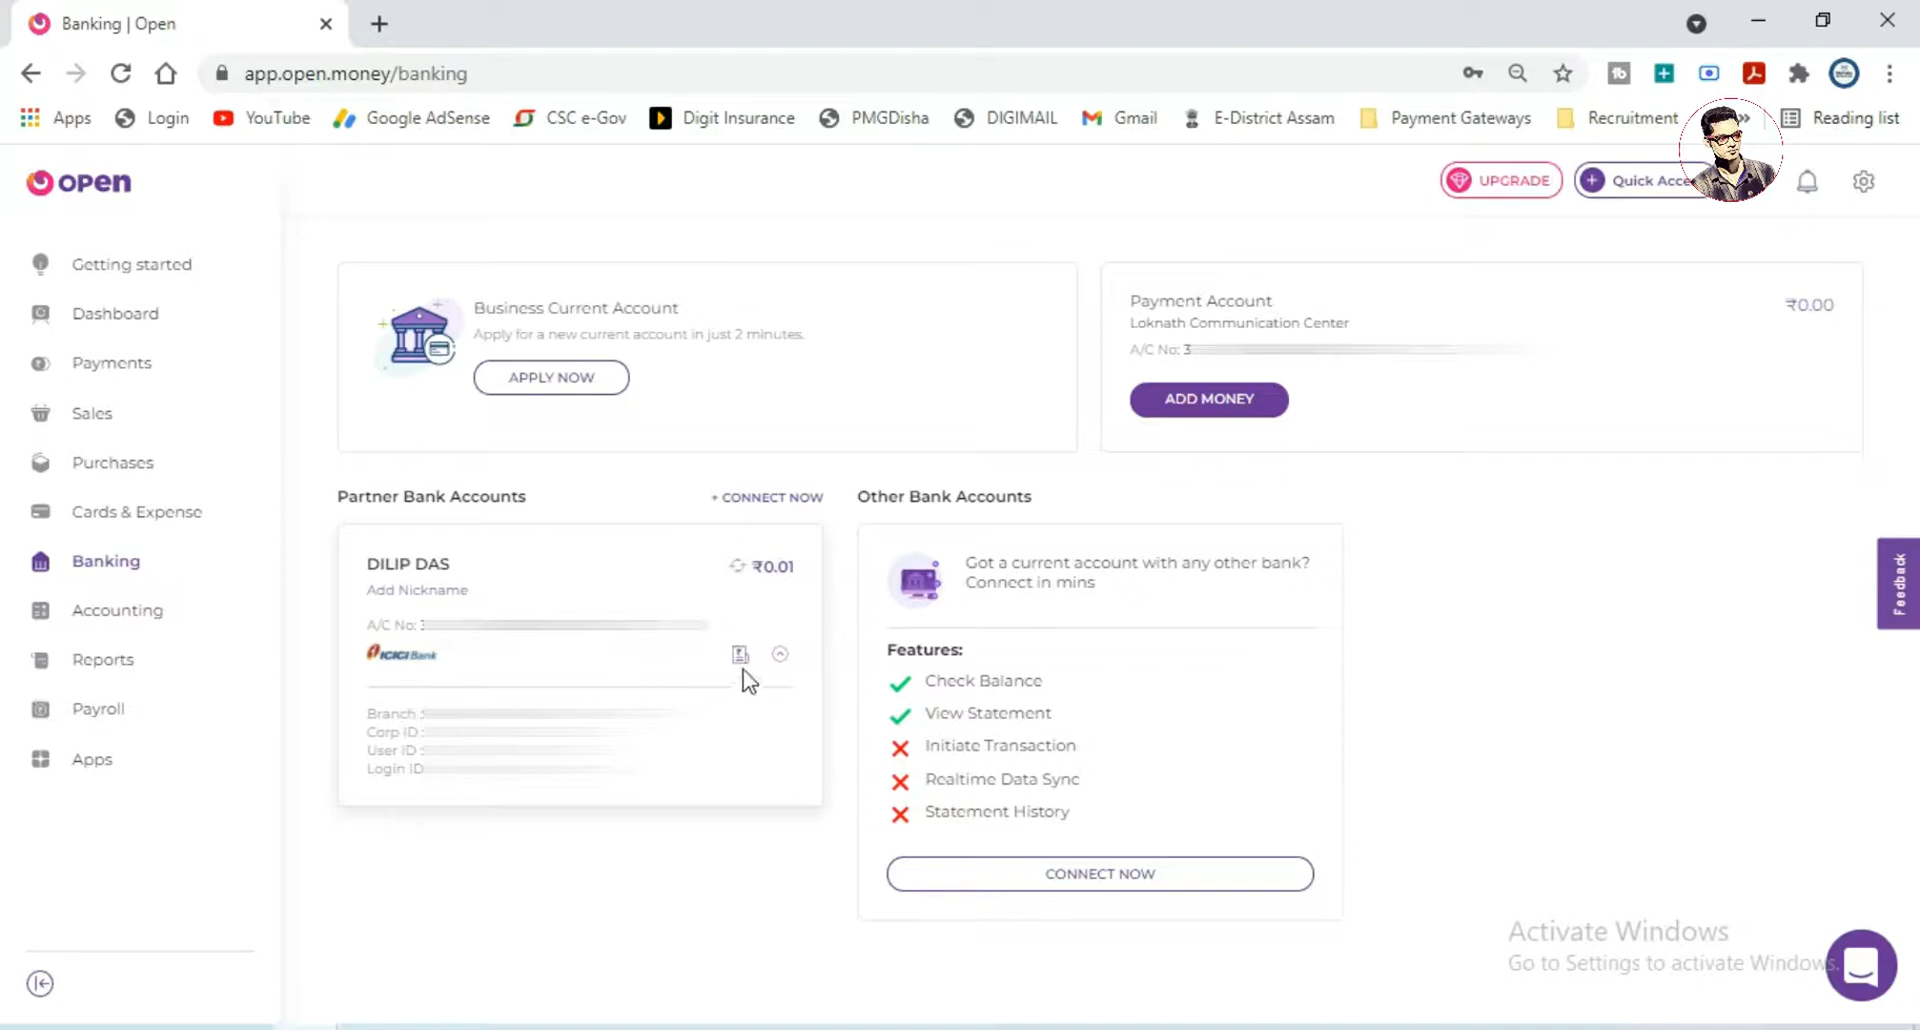 Banking | Open
app.open.money/banking
Apps
Login
YouTube
Google AdSense
CSC e-Gov
Digit Insurance
PMGDisha
DIGIMAIL
Gmail
E-District Assam
Payment Gateways
Recruitment
»
Reading list
OPEN
UPGRADE
Quick Acce
Getting started
Dashboard
Payments
Sales
Purchases
Cards & Expense
Banking
Accounting
Reports
Payroll
Apps
Business Current Account
Apply for a new current account in just 2 minutes.
APPLY NOW
Payment Account
₹0.00
Loknath Communication Center
A/C No: 3
ADD MONEY
Partner Bank Accounts
+ CONNECT NOW
DILIP DAS
₹0.01
Add Nickname
A/C No:
ICICI Bank
Branch :
Corp ID :
User ID :
Login ID
Other Bank Accounts
Got a current account with any other bank?
Connect in mins
Features:
Check Balance
View Statement
Initiate Transaction
Realtime Data Sync
Statement History
CONNECT NOW
Feedback
Activate Windows
Go to Settings to activate Windows.